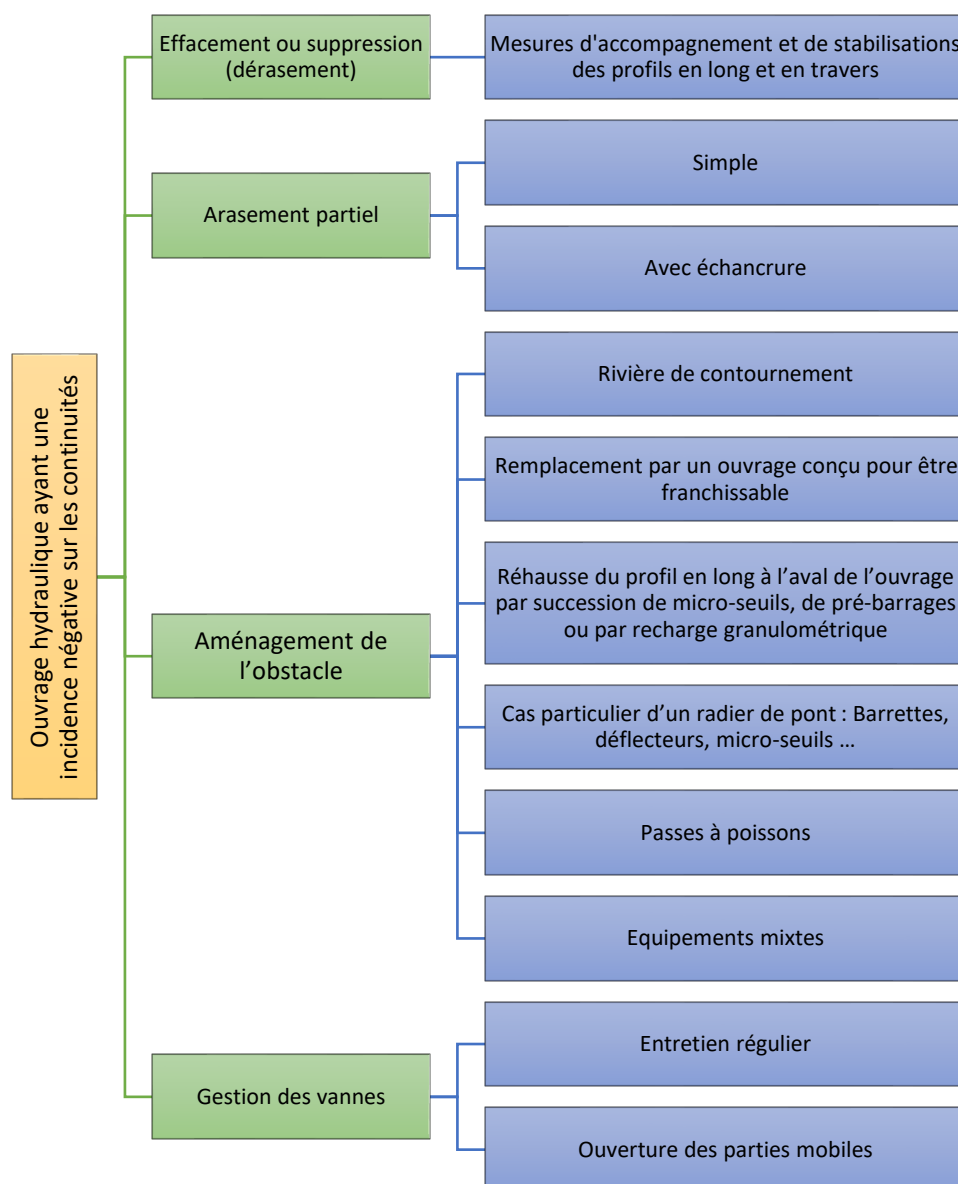 Ouvrage hydraulique ayant une
incidence négative sur les continuités
Effacement ou suppression
(dérasement)
Mesures d'accompagnement et de stabilisations
des profils en long et en travers
Arasement partiel
Simple
Avec échancrure
Aménagement de
l’obstacle
Rivière de contournement
Remplacement par un ouvrage conçu pour être
franchissable
Réhausse du profil en long à l’aval de l’ouvrage
par succession de micro-seuils, de pré-barrages
ou par recharge granulométrique
Cas particulier d’un radier de pont : Barrettes,
déflecteurs, micro-seuils …
Passes à poissons
Equipements mixtes
Gestion des vannes
Entretien régulier
Ouverture des parties mobiles